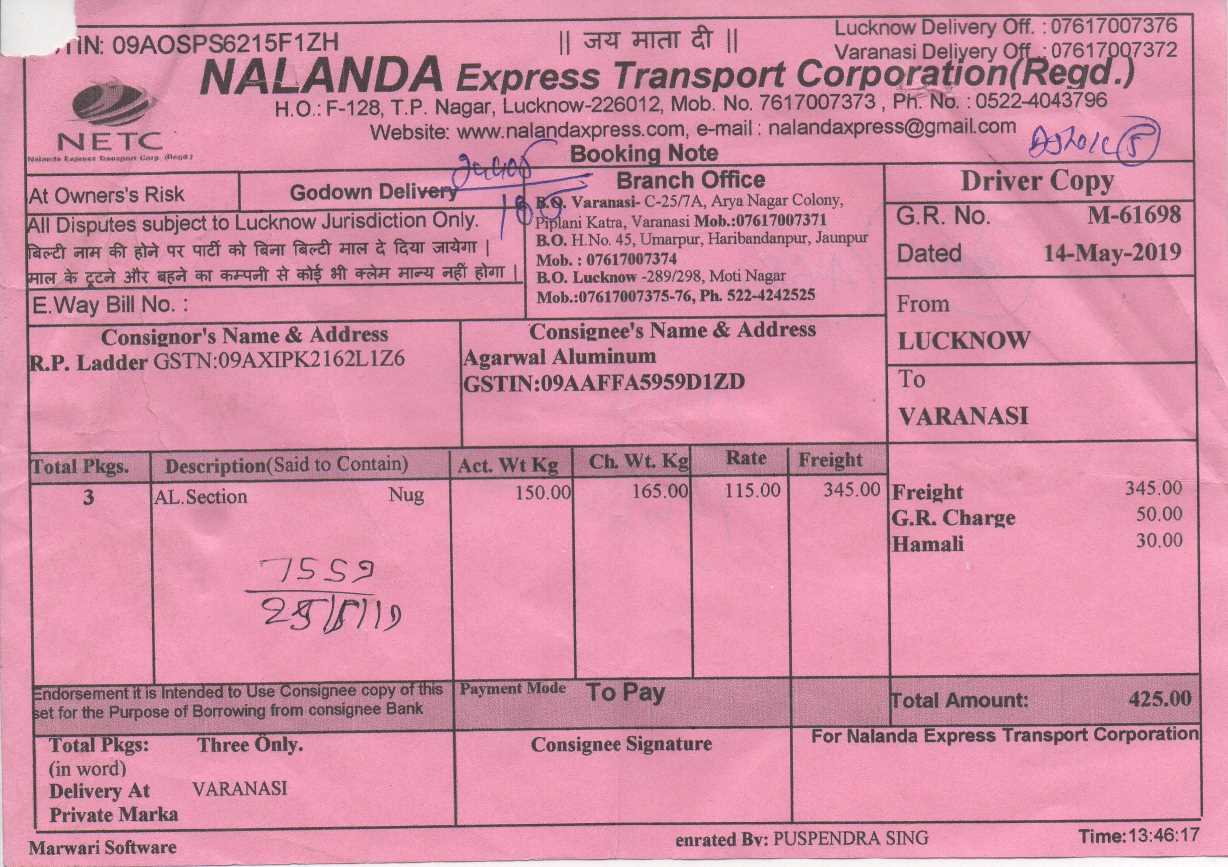 TIN: 09AOSPS6215F1ZH
|| जय माता दी ||
Lucknow Delivery Off. : 07617007376
Varanasi Delivery Off. : 07617007372
NALANDA Express Transport Corporation(Regd.)
H.O.: F-128, T.P. Nagar, Lucknow-226012, Mob. No. 7617007373 , Ph. No. : 0522-4043796
NETC
Nalanda Express Transport Corp. (Regd.)
Website: www.nalandaxpress.com, e-mail : nalandaxpress@gmail.com
Booking Note
At Owners's Risk
Godown Delivery
All Disputes subject to Lucknow Jurisdiction Only.
बिल्टी नाम की होने पर पार्टी को बिना बिल्टी माल दे दिया जायेगा |
माल के टूटने और बहने का कम्पनी से कोई भी क्लेम मान्य नहीं होगा |
E.Way Bill No. :
Branch Office
B.O. Varanasi- C-25/7A, Arya Nagar Colony,
Piplani Katra, Varanasi Mob.:07617007371
B.O. H.No. 45, Umarpur, Haribandanpur, Jaunpur
Mob. : 07617007374
B.O. Lucknow -289/298, Moti Nagar
Mob.:07617007375-76, Ph. 522-4242525
Driver Copy
G.R. No. M-61698
Dated 14-May-2019
From
LUCKNOW
To
VARANASI
Consignor's Name & Address
R.P. Ladder GSTN:09AXIPK2162L1Z6
Consignee's Name & Address
Agarwal Aluminum
GSTIN:09AAFFA5959D1ZD
Total Pkgs. Description(Said to Contain) Act. Wt Kg Ch. Wt. Kg Rate Freight
3 AL.Section Nug 150.00 165.00 115.00 345.00
Freight 345.00
G.R. Charge 50.00
Hamali 30.00
7559
Endorsement it is Intended to Use Consignee copy of this
set for the Purpose of Borrowing from consignee Bank
Payment Mode To Pay
Total Amount: 425.00
Total Pkgs: Three Only.
(in word)
Delivery At VARANASI
Private Marka
Consignee Signature
For Nalanda Express Transport Corporation
Marwari Software
enrated By: PUSPENDRA SING
Time:13:46:17